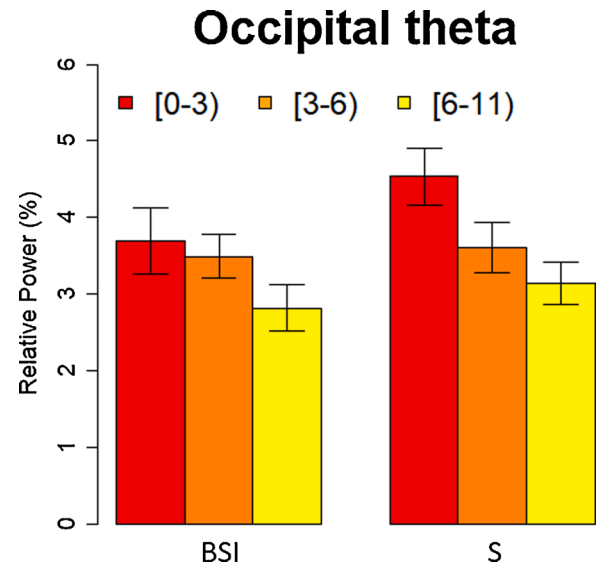 Occipital theta
[0-3) [3-6) [6-11)
Relative Power (%)
6
5
4
3
2
1
0
BSI S